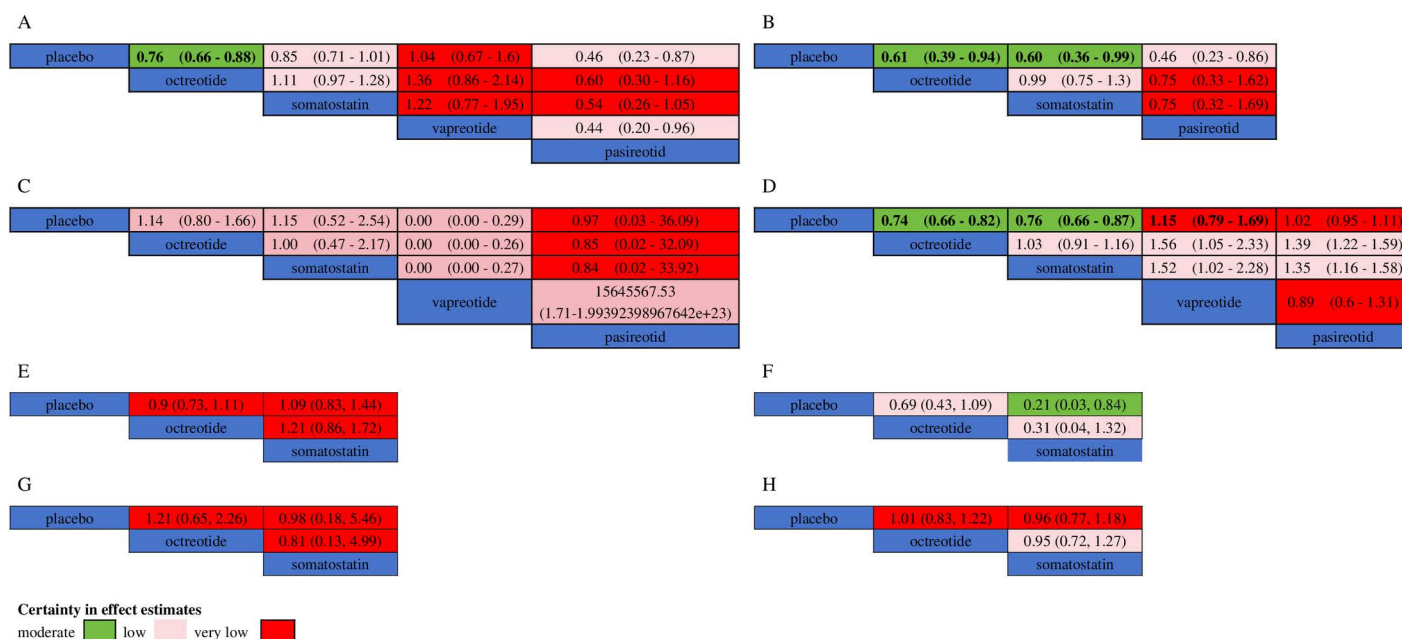 A B
placebo 0.76 (0.66 - 0.88) 0.85 (0.71 - 1.01) 1.04 (0.67 - 1.6) 0.46 (0.23 - 0.87)
octreotide 1.11 (0.97 - 1.28) 1.36 (0.86 - 2.14) 0.60 (0.30 - 1.16)
somatostatin 1.22 (0.77 - 1.95) 0.54 (0.26 - 1.05)
vapreotide 0.44 (0.20 - 0.96)
pasireotid
placebo 0.61 (0.39 - 0.94) 0.60 (0.36 - 0.99) 0.46 (0.23 - 0.86)
octreotide 0.99 (0.75 - 1.3) 0.75 (0.33 - 1.62)
somatostatin 0.75 (0.32 - 1.69)
pasireotid
C D
placebo 1.14 (0.80 - 1.66) 1.15 (0.52 - 2.54) 0.00 (0.00 - 0.29) 0.97 (0.03 - 36.09)
octreotide 1.00 (0.47 - 2.17) 0.00 (0.00 - 0.26) 0.85 (0.02 - 32.09)
somatostatin 0.00 (0.00 - 0.27) 0.84 (0.02 - 33.92)
vapreotide 15645567.53
(1.71-1.99392398967642e+23)
pasireotid
placebo 0.74 (0.66 - 0.82) 0.76 (0.66 - 0.87) 1.15 (0.79 - 1.69) 1.02 (0.95 - 1.11)
octreotide 1.03 (0.91 - 1.16) 1.56 (1.05 - 2.33) 1.39 (1.22 - 1.59)
somatostatin 1.52 (1.02 - 2.28) 1.35 (1.16 - 1.58)
vapreotide 0.89 (0.6 - 1.31)
pasireotid
E F
placebo 0.9 (0.73, 1.11) 1.09 (0.83, 1.44)
octreotide 1.21 (0.86, 1.72)
somatostatin
placebo 0.69 (0.43, 1.09) 0.21 (0.03, 0.84)
octreotide 0.31 (0.04, 1.32)
somatostatin
G H
placebo 1.21 (0.65, 2.26) 0.98 (0.18, 5.46)
octreotide 0.81 (0.13, 4.99)
somatostatin
placebo 1.01 (0.83, 1.22) 0.96 (0.77, 1.18)
octreotide 0.95 (0.72, 1.27)
somatostatin
Certainty in effect estimates
moderate low very low